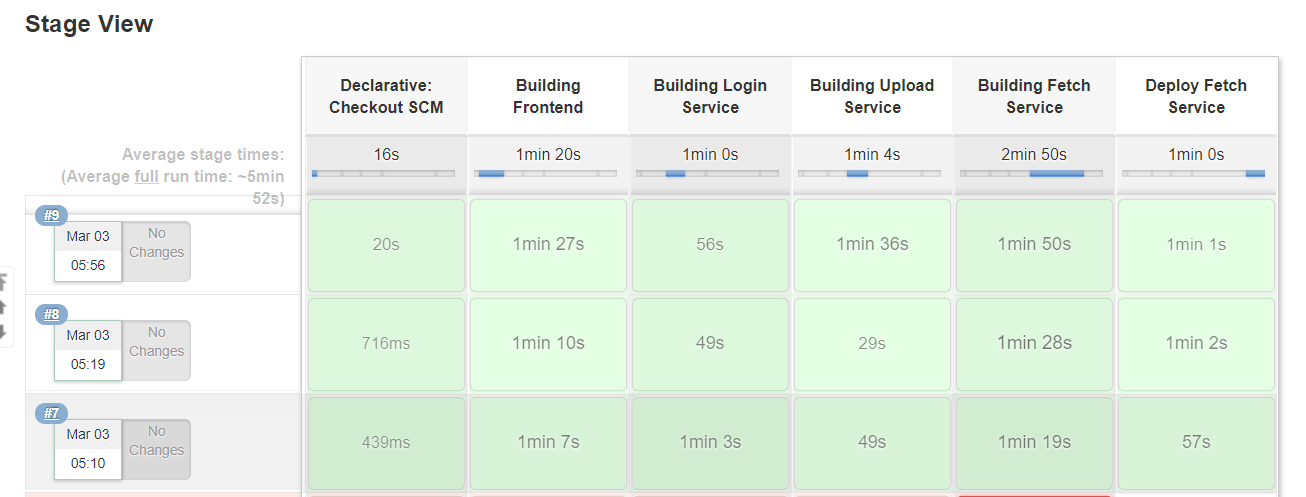 Stage View
Declarative: Checkout SCM
Building Frontend
Building Login Service
Building Upload Service
Building Fetch Service
Deploy Fetch Service
Average stage times:
(Average full run time: ~5min
52s)
16s
1min 20s
1min 0s
1min 4s
2min 50s
1min 0s
#9
Mar 03
05:56
No
Changes
20s
1min 27s
56s
1min 36s
1min 50s
1min 1s
#8
Mar 03
05:19
No
Changes
716ms
1min 10s
49s
29s
1min 28s
1min 2s
#7
Mar 03
05:10
No
Changes
439ms
1min 7s
1min 3s
49s
1min 19s
57s